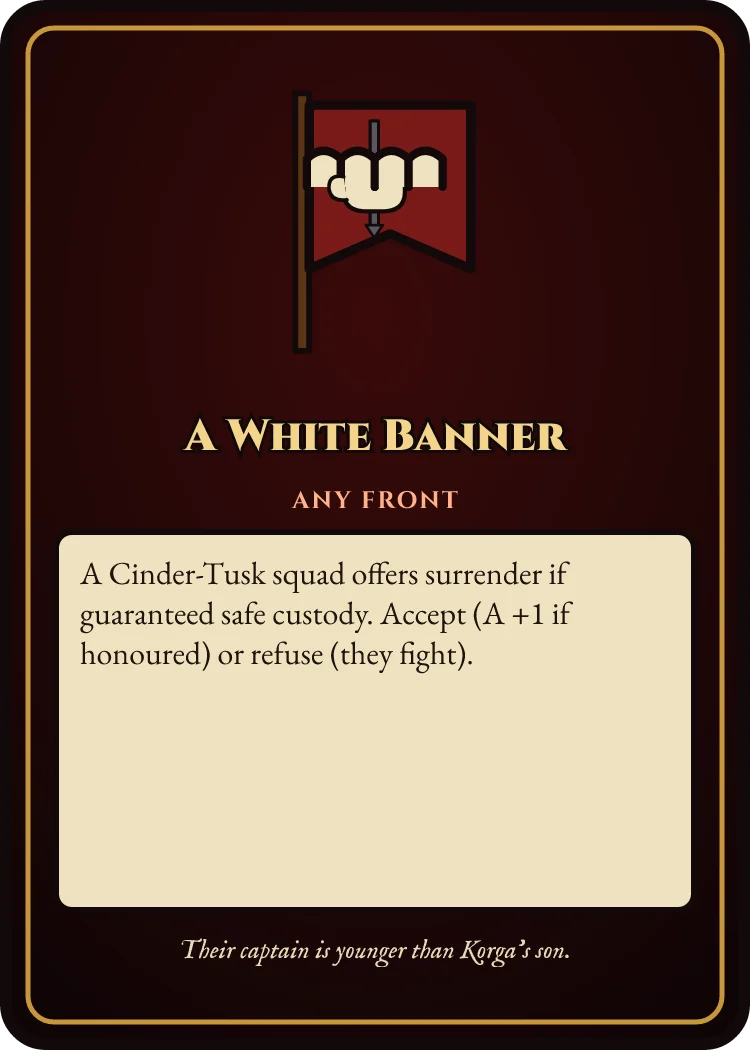 A White Banner
ANY FRONT
A Cinder-Tusk squad offers surrender if
guaranteed safe custody. Accept (A +1 if
honoured) or refuse (they fight).
Their captain is younger than Korga's son.